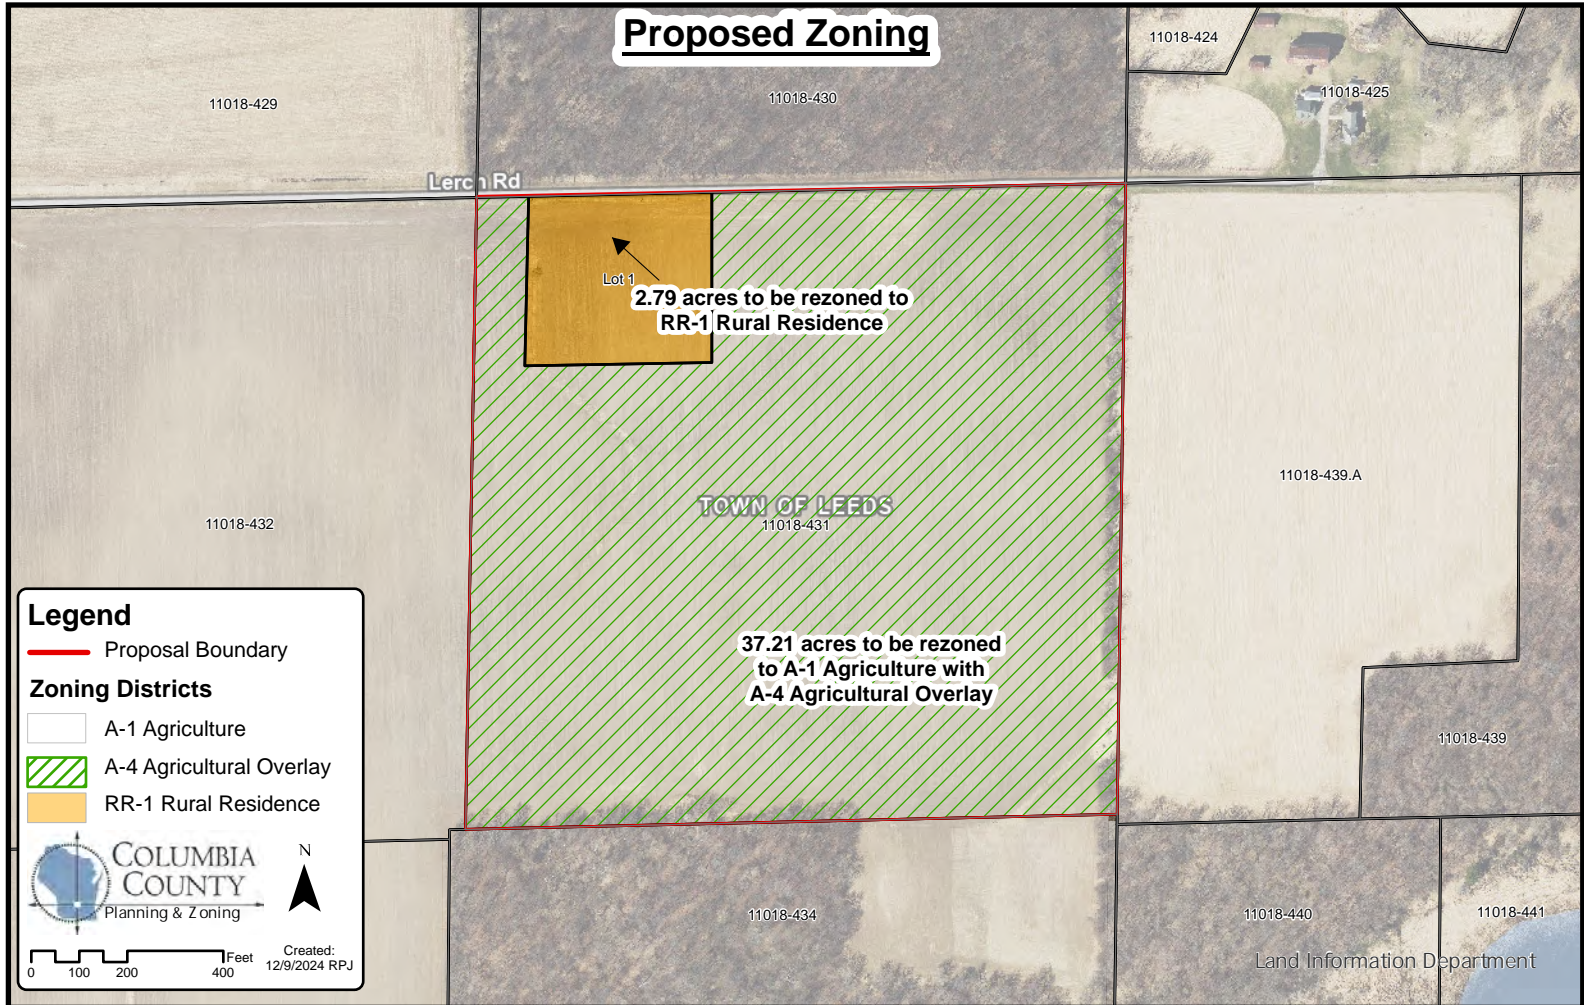 Proposed Zoning
11018-424
11018-425
11018-429
11018-430
Lerch Rd
Lot 1
2.79 acres to be rezoned to
RR-1 Rural Residence
11018-439.A
TOWN OF LEEDS
11018-431
11018-432
37.21 acres to be rezoned
to A-1 Agriculture with
A-4 Agricultural Overlay
11018-439
11018-434
11018-440
11018-441
Land Information Department
Legend
Proposal Boundary
Zoning Districts
A-1 Agriculture
A-4 Agricultural Overlay
RR-1 Rural Residence
COLUMBIA
COUNTY
Planning & Zoning
N
Feet
0 100 200 400
Created:
12/9/2024 RPJ